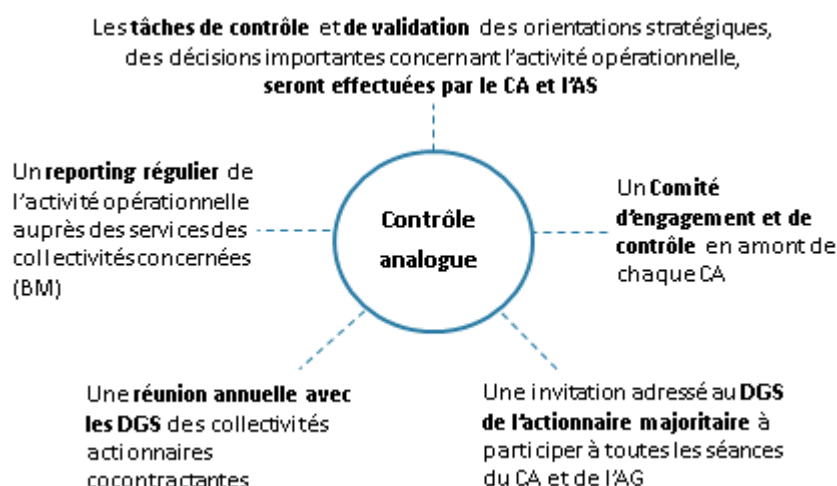 Les tâches de contrôle et de validation des orientations stratégiques,
des décisions importantes concernant l'activité opérationnelle,
seront effectuées par le CA et l'AS
Un reporting régulier de
l'activité opérationnelle
auprès des services des
collectivités concernées
(BM)
Contrôle
analogue
Un Comité
d'engagement et de
contrôle en amont de
chaque CA
Une réunion annuelle avec
les DGS des collectivités
actionnaires
cocontractantes
Une invitation adressé au DGS
de l'actionnaire majoritaire à
participer à toutes les séances
du CA et de l'AG